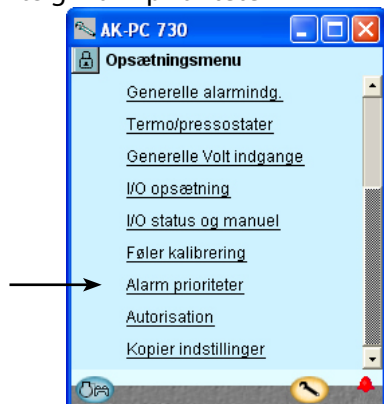 AK-PC 730
Opsætningsmenu
Generelle alarmindg.
Termo/pressostater
Generelle Volt indgange
I/O opsætning
I/O status og manuel
Føler kalibrering
Alarm prioriteter
Autorisation
Kopier indstillinger